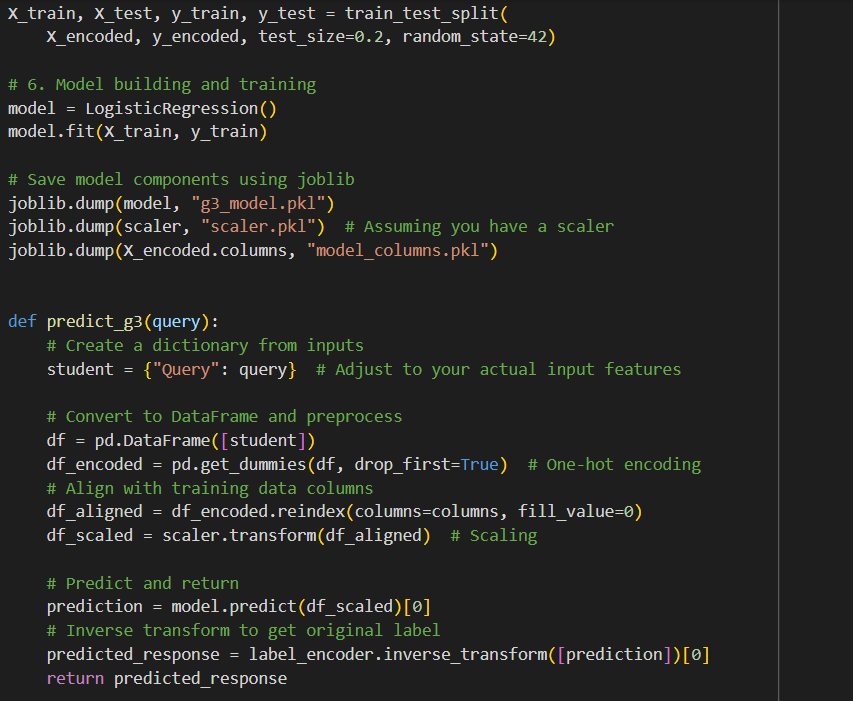 X_train, X_test, y_train, y_test = train_test_split(
    X_encoded, y_encoded, test_size=0.2, random_state=42)

# 6. Model building and training
model = LogisticRegression()
model.fit(X_train, y_train)

# Save model components using joblib
joblib.dump(model, "g3_model.pkl")
joblib.dump(scaler, "scaler.pkl")  # Assuming you have a scaler
joblib.dump(X_encoded.columns, "model_columns.pkl")


def predict_g3(query):
    # Create a dictionary from inputs
    student = {"Query": query}  # Adjust to your actual input features

    # Convert to DataFrame and preprocess
    df = pd.DataFrame([student])
    df_encoded = pd.get_dummies(df, drop_first=True)  # One-hot encoding
    # Align with training data columns
    df_aligned = df_encoded.reindex(columns=columns, fill_value=0)
    df_scaled = scaler.transform(df_aligned)  # Scaling

    # Predict and return
    prediction = model.predict(df_scaled)[0]
    # Inverse transform to get original label
    predicted_response = label_encoder.inverse_transform([prediction])[0]
    return predicted_response